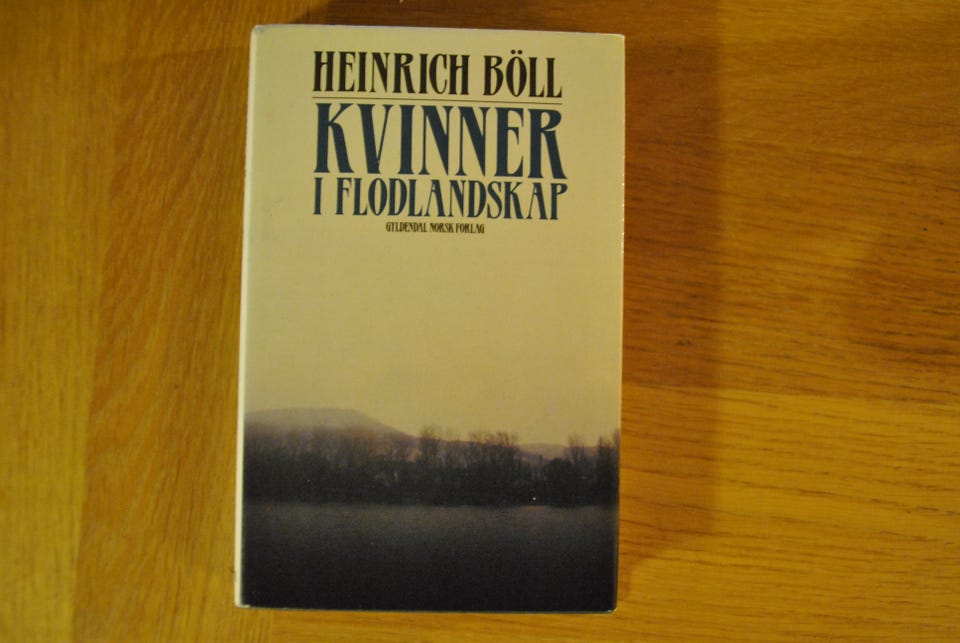 HEINRICH BÖLL
KVINNER
I FLODLANDSKAP
GYLDENDAL NORSK FORLAG